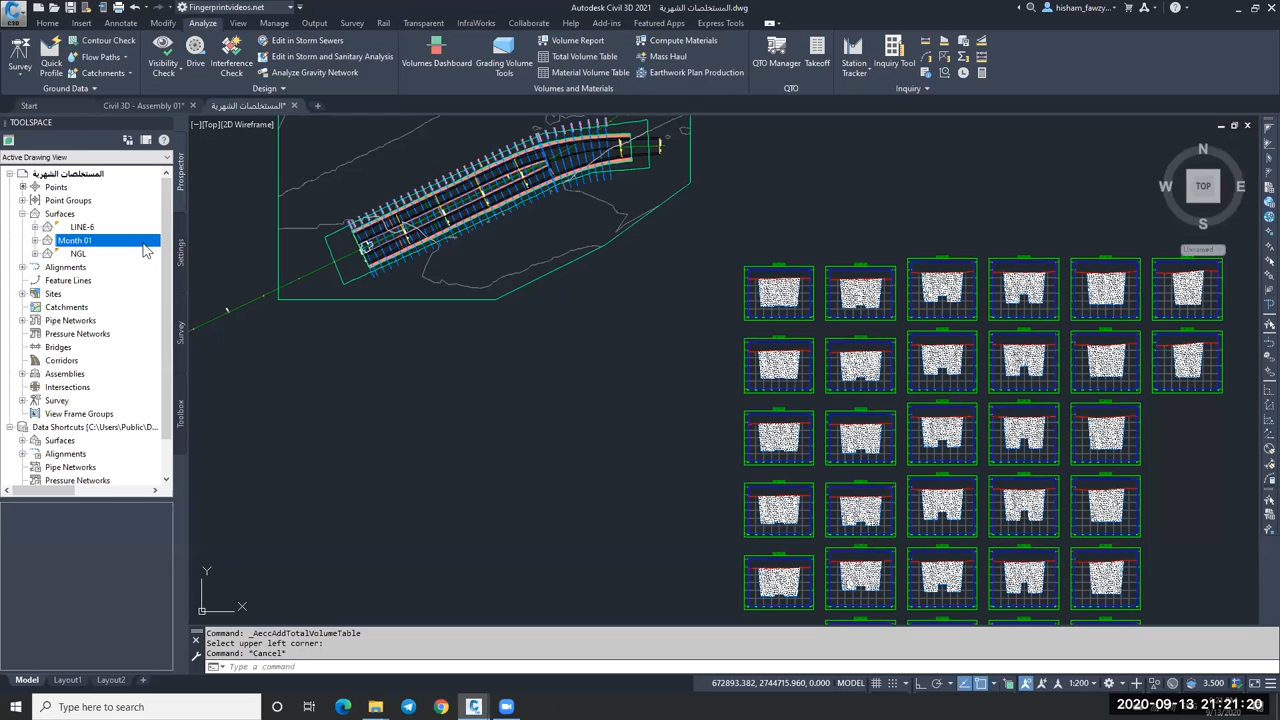 C3D
Fingerprintvideos.net
Autodesk Civil 3D 2021 المستخلصات الشهرية.dwg
hisham_fawzy...
Home Insert Annotate Modify Analyze View Manage Output Survey Rail Transparent InfraWorks Collaborate Help Add-ins Featured Apps Express Tools
Survey
Quick Profile
Contour Check
Flow Paths
Catchments
Ground Data
Visibility Check
Drive
Interference Check
Edit in Storm Sewers
Edit in Storm and Sanitary Analysis
Analyze Gravity Network
Design
Volumes Dashboard
Grading Volume Tools
Volume Report
Total Volume Table
Material Volume Table
Compute Materials
Mass Haul
Earthwork Plan Production
Volumes and Materials
QTO Manager
Takeoff
QTO
Station Tracker
Inquiry Tool
Inquiry
Start
Civil 3D - Assembly 01*
المستخلصات الشهرية*
TOOLSPACE
Active Drawing View
المستخلصات الشهرية
Points
Point Groups
Surfaces
LINE-6
Month 01
NGL
Alignments
Feature Lines
Sites
Catchments
Pipe Networks
Pressure Networks
Bridges
Corridors
Assemblies
Intersections
Survey
View Frame Groups
Data Shortcuts [C:\Users\Public\D...
Surfaces
Alignments
Pipe Networks
Pressure Networks
Prospector
Settings
Survey
Toolbox
[-][Top][2D Wireframe]
N
W TOP E
S
Unnamed
Y
X
Command: _AeccAddTotalVolumeTable
Select upper left corner:
Command: *Cancel*
Type a command
Model Layout1 Layout2
672893.382, 2744715.960, 0.000 MODEL
1:200
3.500
Type here to search
2020-09-13 21:21:20